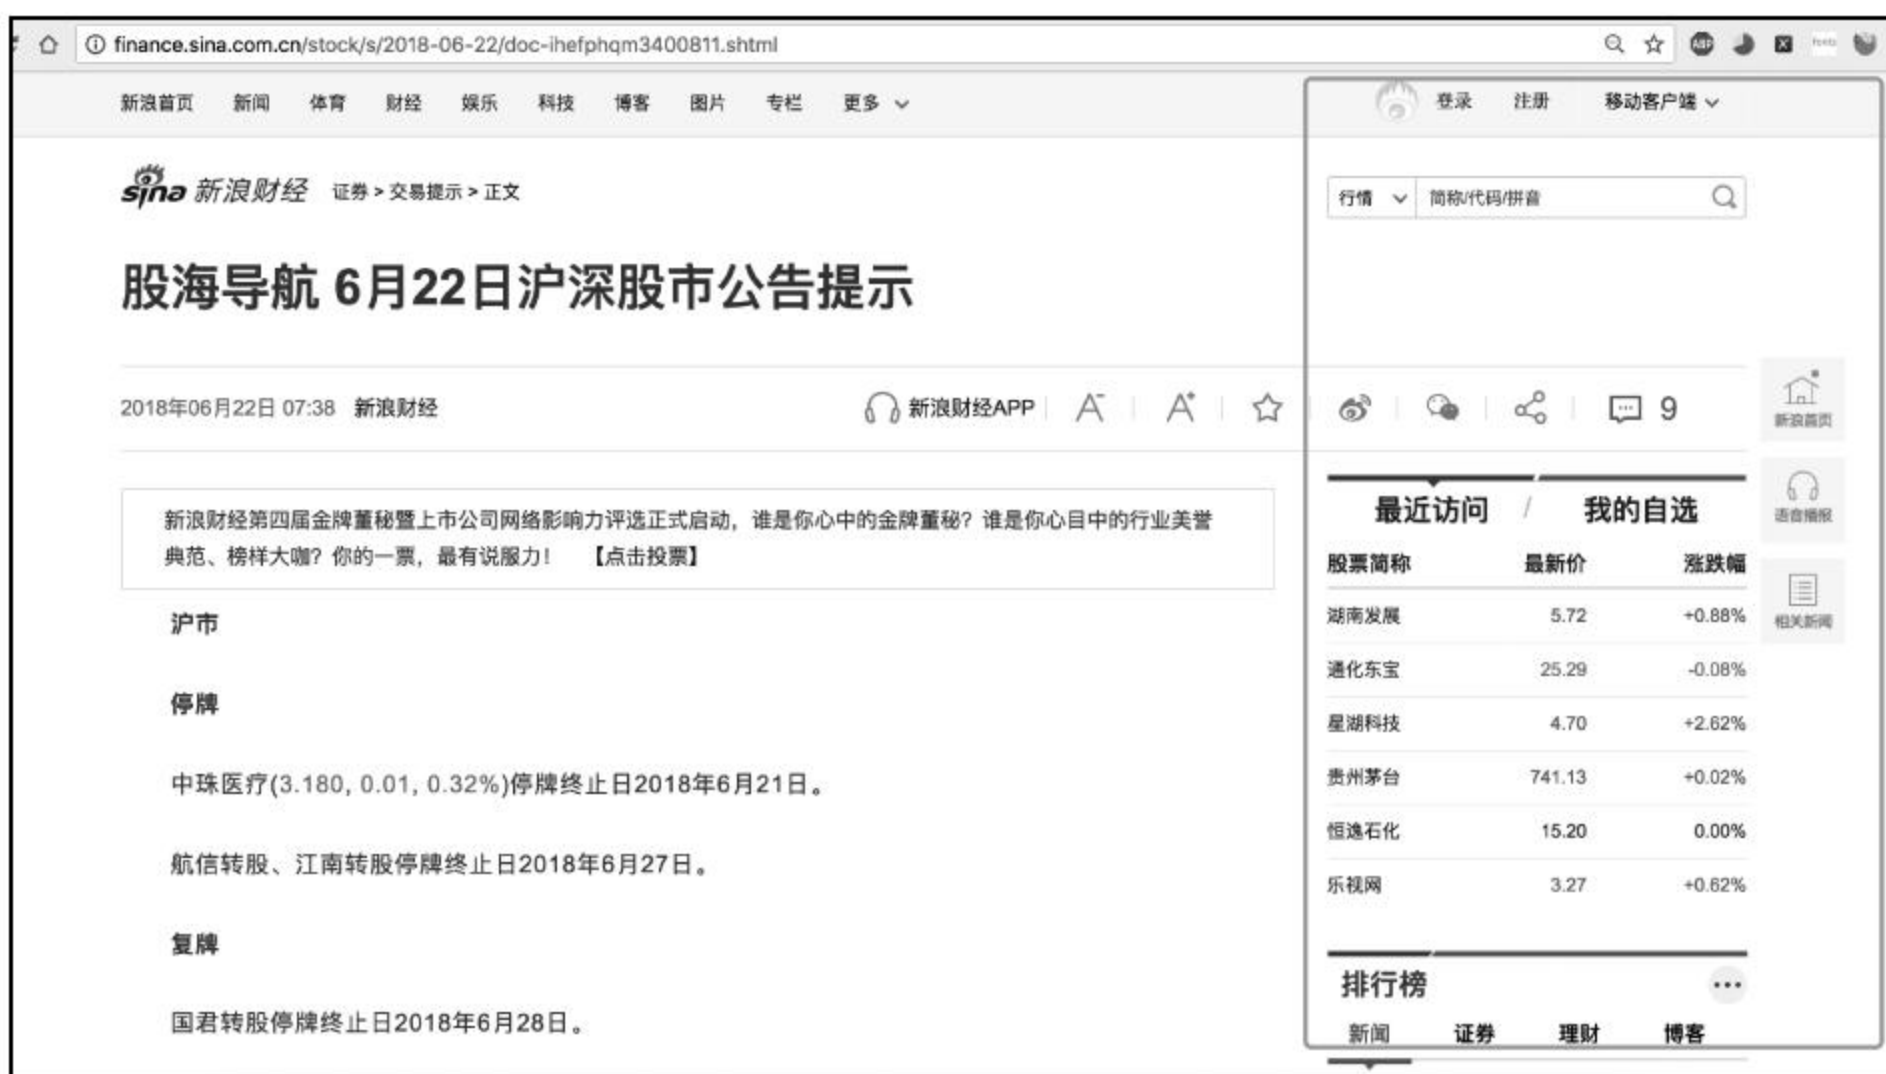 finance.sina.com.cn/stock/s/2018-06-22/doc-ihefphqm3400811.shtml
新浪首页 新闻 体育 财经 娱乐 科技 博客 图片 专栏 更多
登录 注册 移动客户端
sina 新浪财经 证券 > 交易提示 > 正文
行情 简称/代码/拼音
股海导航 6月22日沪深股市公告提示
2018年06月22日 07:38 新浪财经
新浪财经APP A- A+ 9
新浪首页
语音播报
相关新闻
新浪财经第四届金牌董秘暨上市公司网络影响力评选正式启动，谁是你心中的金牌董秘？谁是你心目中的行业美誉
典范、榜样大咖？你的一票，最有说服力！ 【点击投票】
沪市
停牌
中珠医疗(3.180, 0.01, 0.32%)停牌终止日2018年6月21日。
航信转股、江南转股停牌终止日2018年6月27日。
复牌
国君转股停牌终止日2018年6月28日。
最近访问 / 我的自选
股票简称 最新价 涨跌幅
湖南发展 5.72 +0.88%
通化东宝 25.29 -0.08%
星湖科技 4.70 +2.62%
贵州茅台 741.13 +0.02%
恒逸石化 15.20 0.00%
乐视网 3.27 +0.62%
排行榜
新闻 证券 理财 博客